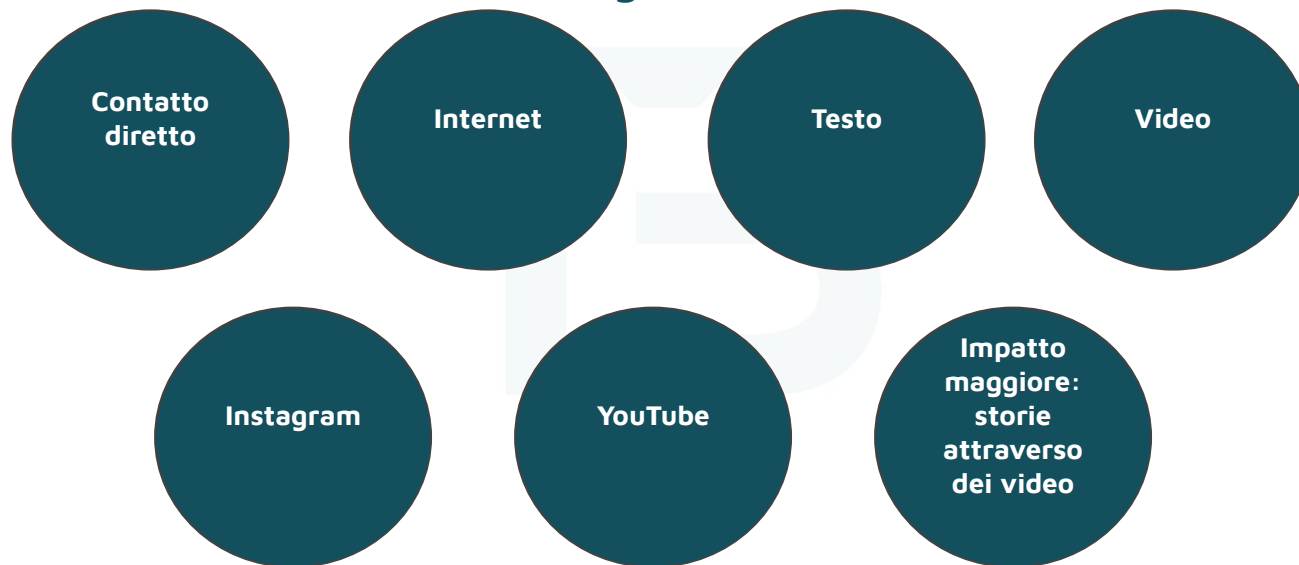 Contatto
diretto
Internet
Testo
Video
Instagram
YouTube
Impatto
maggiore:
storie
attraverso
dei video